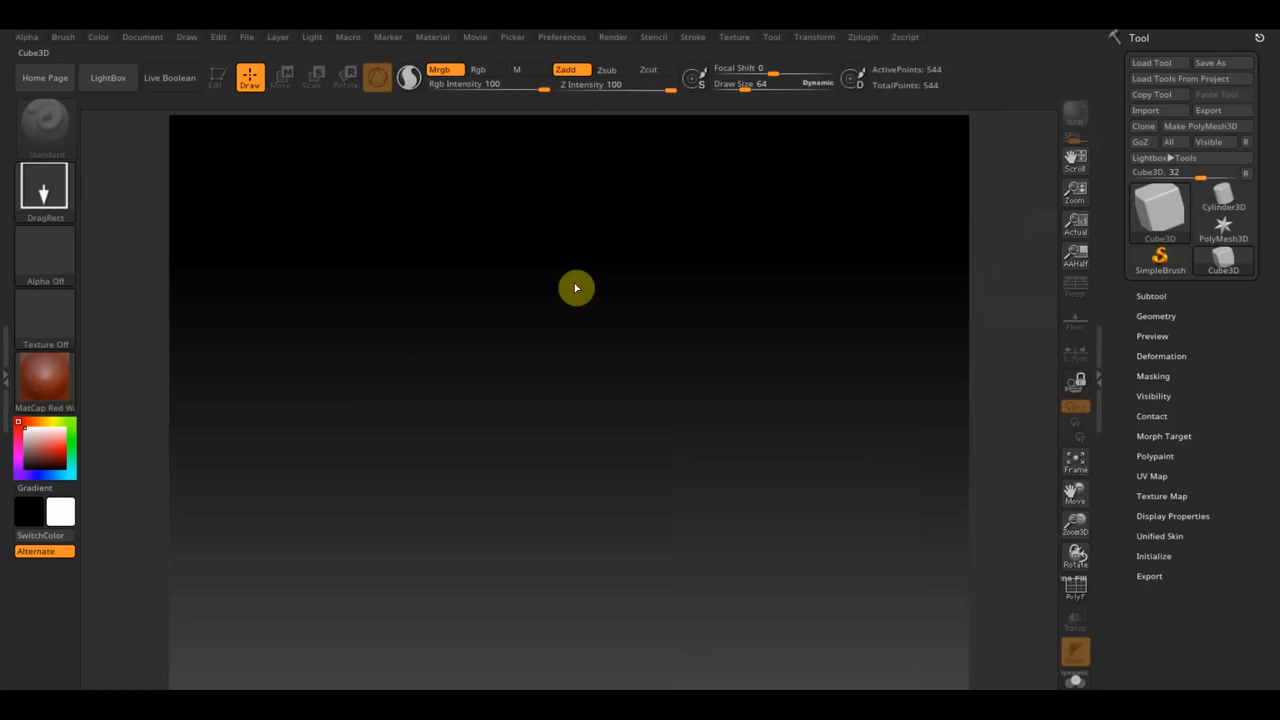 Alpha Brush Color Document Draw Edit File Layer Light Macro Marker Material Movie Picker Preferences Render Stencil Stroke Texture Tool Transform Zplugin Zscript
Cube3D
Home Page LightBox Live Boolean Edit Draw Move Scale Rotate
Mrgb Rgb M Zadd Zsub Zcut
Rgb Intensity 100 Z Intensity 100
Focal Shift 0
Draw Size 64 Dynamic
S
D
ActivePoints: 544
TotalPoints: 544
Standard
DragRect
Alpha Off
Texture Off
MatCap Red W
Gradient
SwitchColor
Alternate
BPR
SPix
Scroll
Zoom
Actual
AAHalf
Persp
Floor
L.Sym
Frame
Move
Zoom3D
Rotate
PolyF
Transp
Dynamic
Tool
Load Tool Save As
Load Tools From Project
Copy Tool Paste Tool
Import Export
Clone Make PolyMesh3D
GoZ All Visible R
Lightbox▶Tools
Cube3D. 32 R
Cube3D
Cylinder3D
PolyMesh3D
SimpleBrush Cube3D
Subtool
Geometry
Preview
Deformation
Masking
Visibility
Contact
Morph Target
Polypaint
UV Map
Texture Map
Display Properties
Unified Skin
Initialize
Export